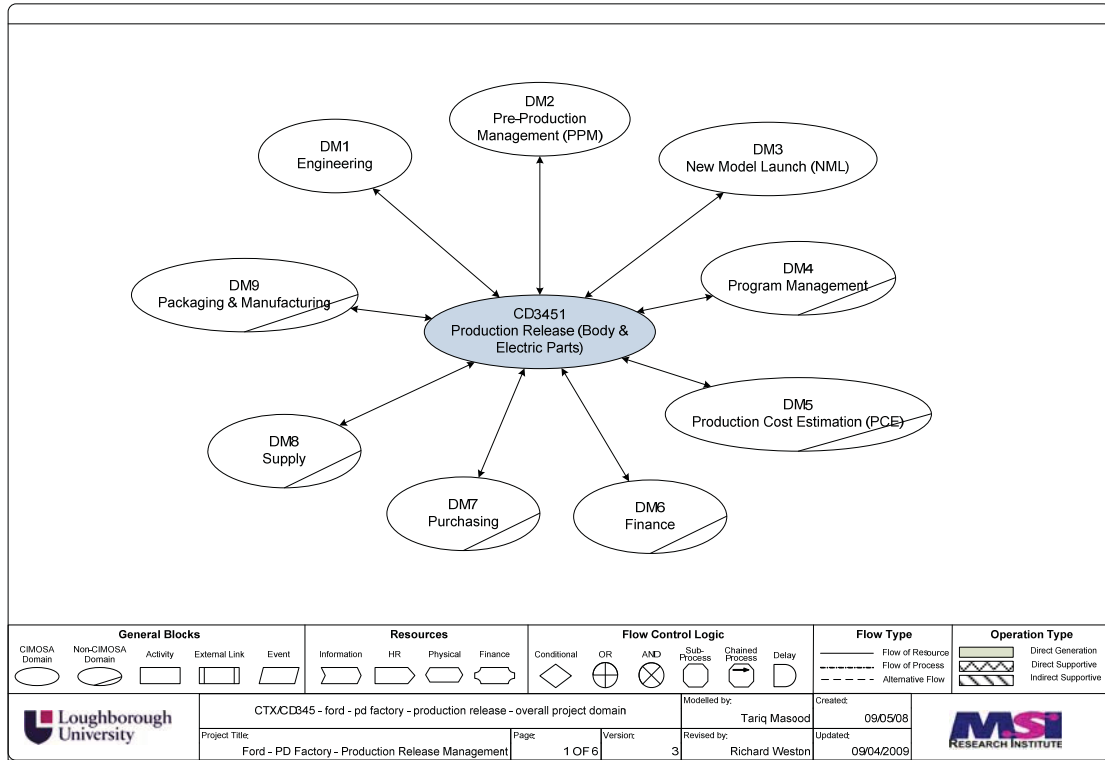 DM2
Pre-Production
Management (PPM)
DM1
Engineering
DM3
New Model Launch (NML)
DM4
Program Management
DM9
Packaging & Manufacturing
CD3451
Production Release (Body &
Electric Parts)
DM5
Production Cost Estimation (PCE)
DM8
Supply
DM7
Purchasing
DM6
Finance
General Blocks
CIMOSA
Domain
Non-CIMOSA
Domain
Activity
External Link
Event
Resources
Information
HR
Physical
Finance
Flow Control Logic
Conditional
OR
AND
Sub-
Process
Chained
Process
Delay
Flow Type
Flow of Resource
Flow of Process
Alternative Flow
Operation Type
Direct Generation
Direct Supportive
Indirect Supportive
Loughborough
University
CTX/CD345 - ford - pd factory - production release - overall project domain
Modelled by:
Tariq Masood
Created:
09/05/08
Project Title:
Ford - PD Factory - Production Release Management
Page:
1 OF 6
Version:
3
Revised by:
Richard Weston
Updated:
09/04/2009
MSI
RESEARCH INSTITUTE